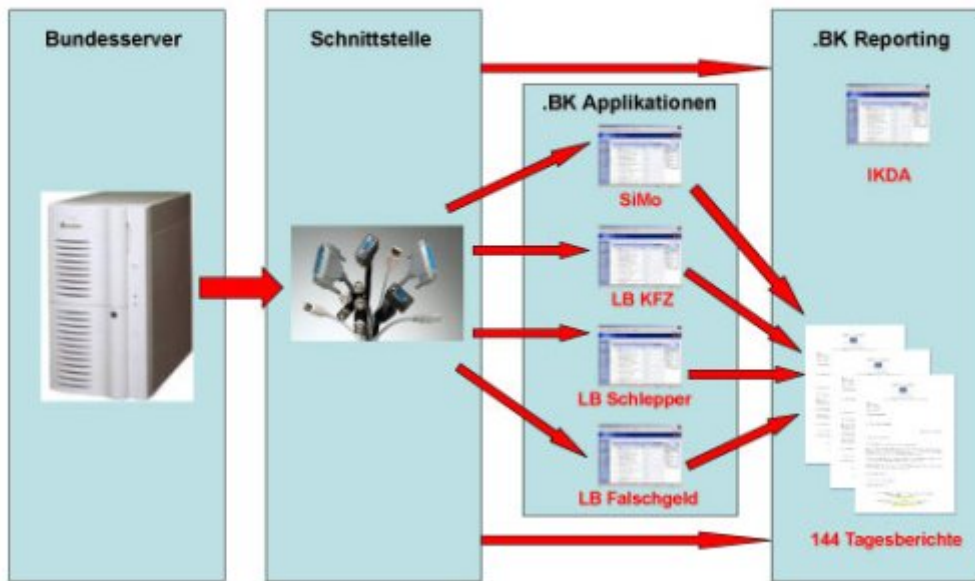 Bundesserver
Schnittstelle
.BK Reporting
.BK Applikationen
IKDA
SiMo
LB KFZ
LB Schlepper
LB Falschgeld
144 Tagesberichte